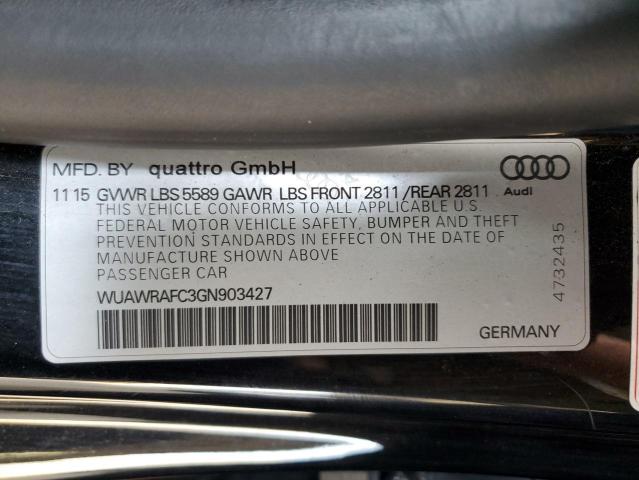 MFD. BY quattro GmbH
11 15 GVWR LBS 5589 GAWR LBS FRONT 2811 /REAR 2811
Audi
THIS VEHICLE CONFORMS TO ALL APPLICABLE U.S.
FEDERAL MOTOR VEHICLE SAFETY, BUMPER AND THEFT
PREVENTION STANDARDS IN EFFECT ON THE DATE OF
MANUFACTURE SHOWN ABOVE
PASSENGER CAR
WUAWRAFC3GN903427
GERMANY
4732435